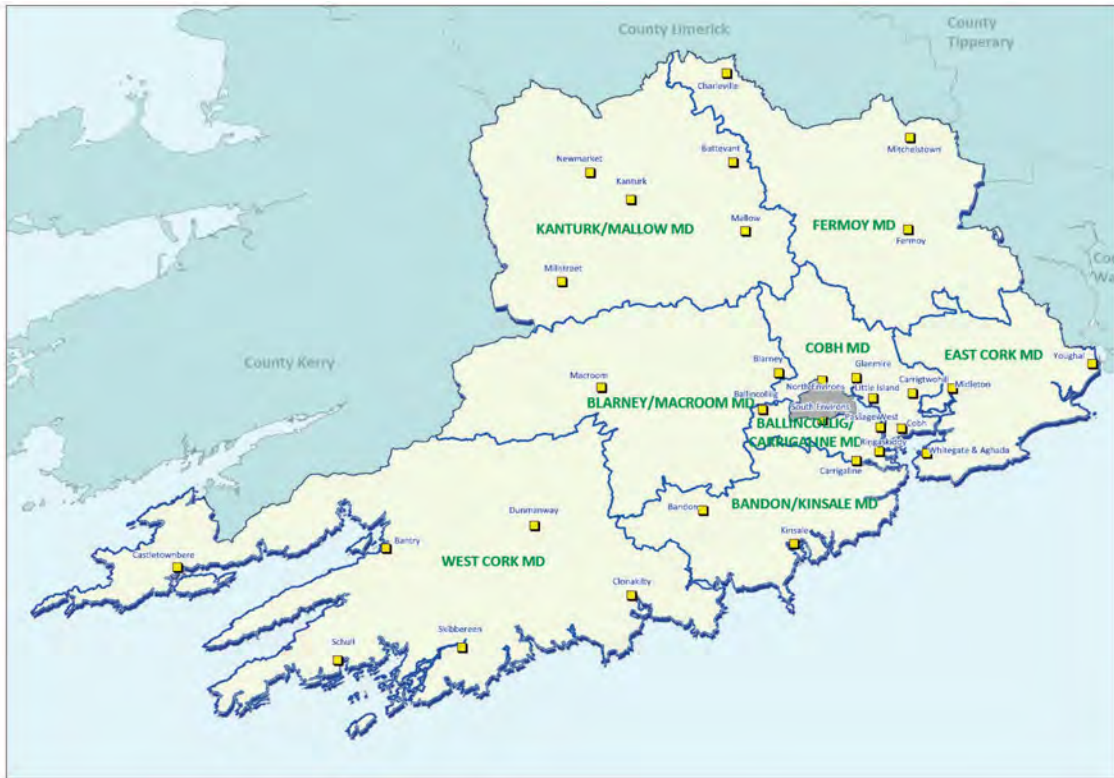 County Limerick
County
Tipperary
Charleville
Mitchelstown
Buttevant
Newmarket
Kanturk
Mallow
KANTURK/MALLOW MD
FERMOY MD
Fermoy
Millstreet
County Kerry
COBH MD
EAST CORK MD
Youghal
Blarney
Glenmire
Macroom
North Environs
Little Island
Carrigtwohill
Midleton
BLARNEY/MACROOM MD
Ballincollig
South Environs
Passage West
Cobh
BALLINCOLLIG/
CARRIGALINE MD
Ringaskiddy
Whitegate & Aghada
Carrigaline
Bandon
BANDON/KINSALE MD
Dunmanway
Kinsale
Bantry
WEST CORK MD
Castletownbere
Clonakilty
Skibbereen
Schull